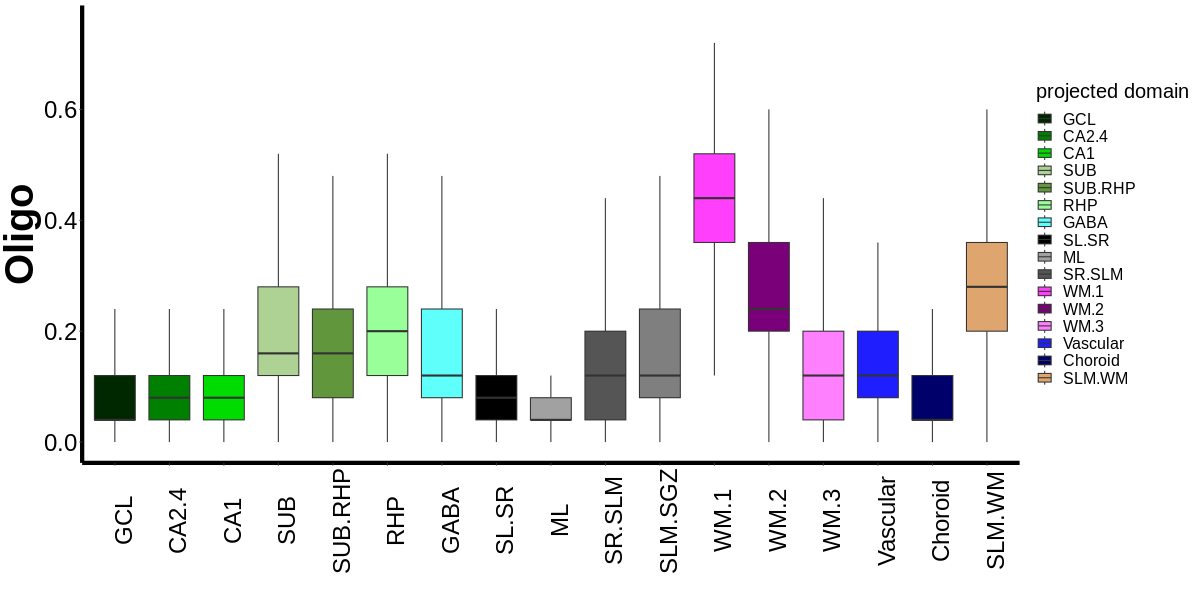 Oligo
0.6
0.4
0.2
0.0
GCL
CA2.4
CA1
SUB
SUB.RHP
RHP
GABA
SL.SR
ML
SR.SLM
SLM.SGZ
WM.1
WM.2
WM.3
Vascular
Choroid
SLM.WM
projected domain
GCL
CA2.4
CA1
SUB
SUB.RHP
RHP
GABA
SL.SR
ML
SR.SLM
WM.1
WM.2
WM.3
Vascular
Choroid
SLM.WM